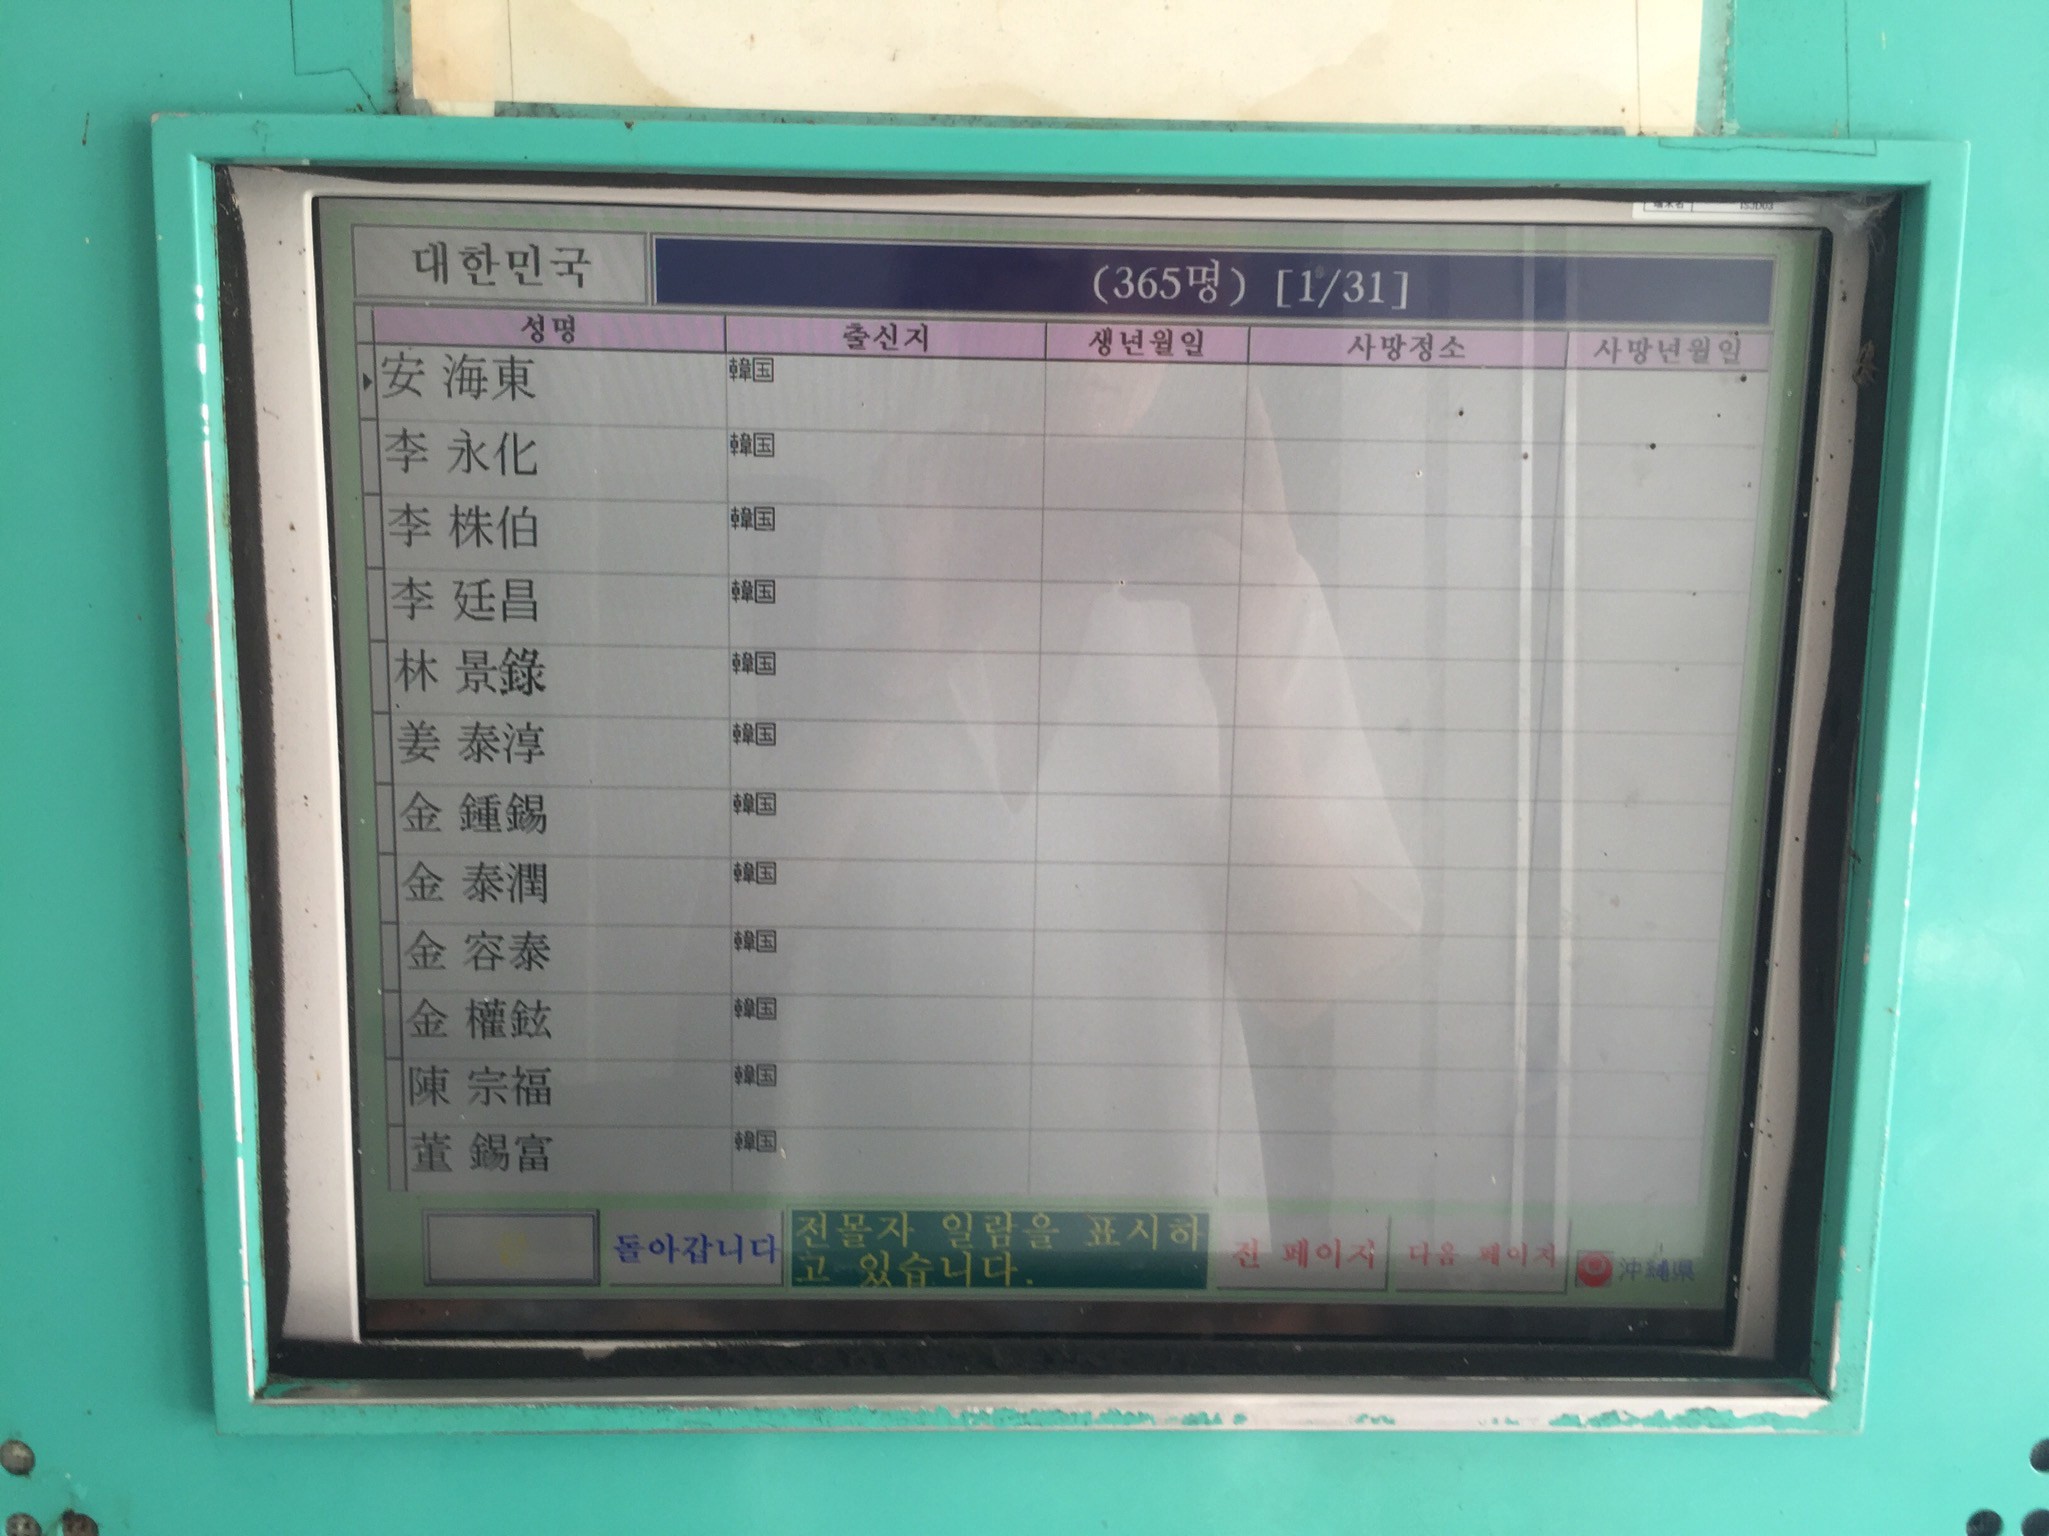 端末名 ISJD03
대한민국 (365명) [1/31]
성명 출신지 생년월일 사망정소 사망년월일
安 海東 韓国
李 永化 韓国
李 株伯 韓国
李 廷昌 韓国
林 景錄 韓国
姜 泰淳 韓国
金 鍾錫 韓国
金 泰潤 韓国
金 容泰 韓国
金 權鉉 韓国
陳 宗福 韓国
董 錫富 韓国
돌아갑니다 전몰자 일람을 표시하 전 페이지 다음 페이지 沖縄県
고 있습니다.